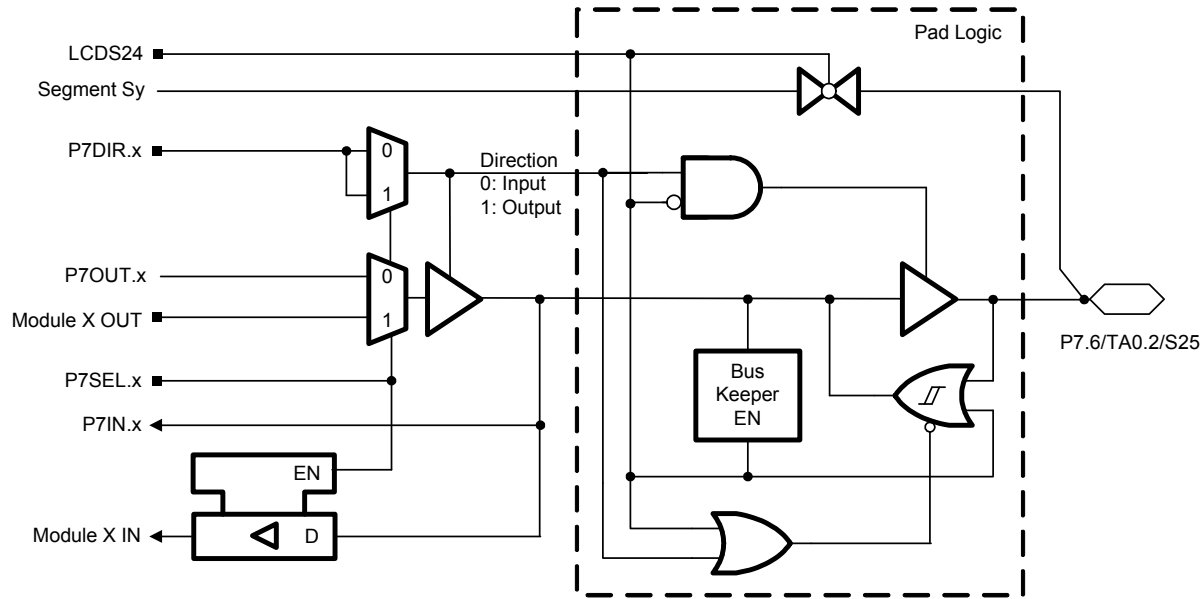 Pad Logic
LCDS24
Segment Sy
P7DIR.x
0
1
Direction
0: Input
1: Output
P7OUT.x
0
Module X OUT
1
P7.6/TA0.2/S25
P7SEL.x
Bus
Keeper
EN
P7IN.x
EN
Module X IN
D